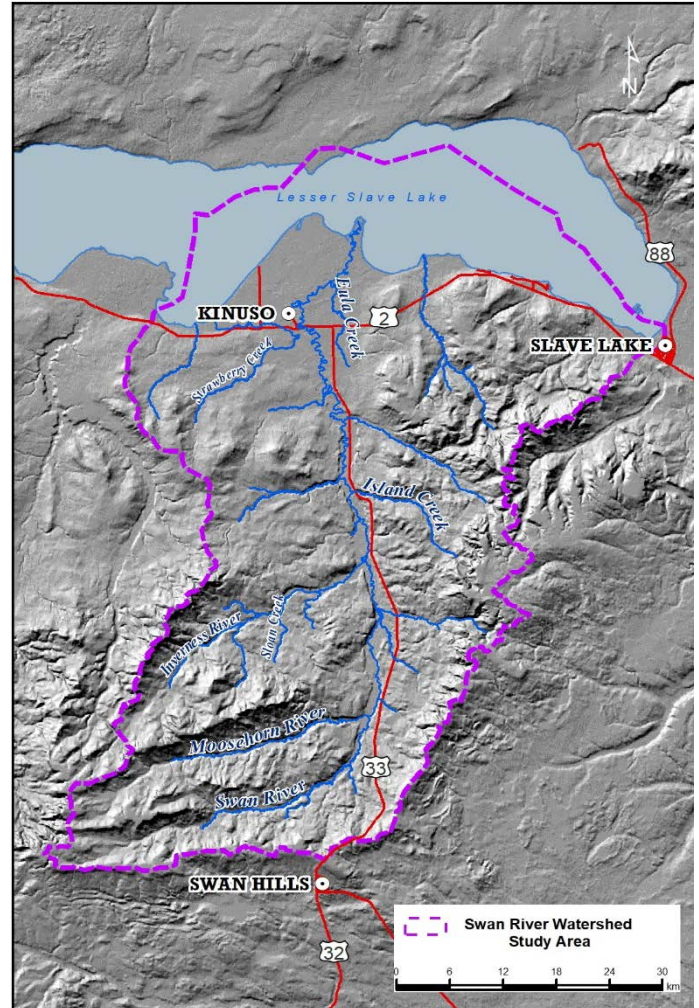 N
Lesser Slave Lake
88
KINUSO
Eula Creek
2
SLAVE LAKE
Strawberry Creek
Island Creek
Inverness River
Sloan Creek
Moosehorn River
33
Swan River
SWAN HILLS
32
Swan River Watershed
Study Area
0 6 12 18 24 30
km